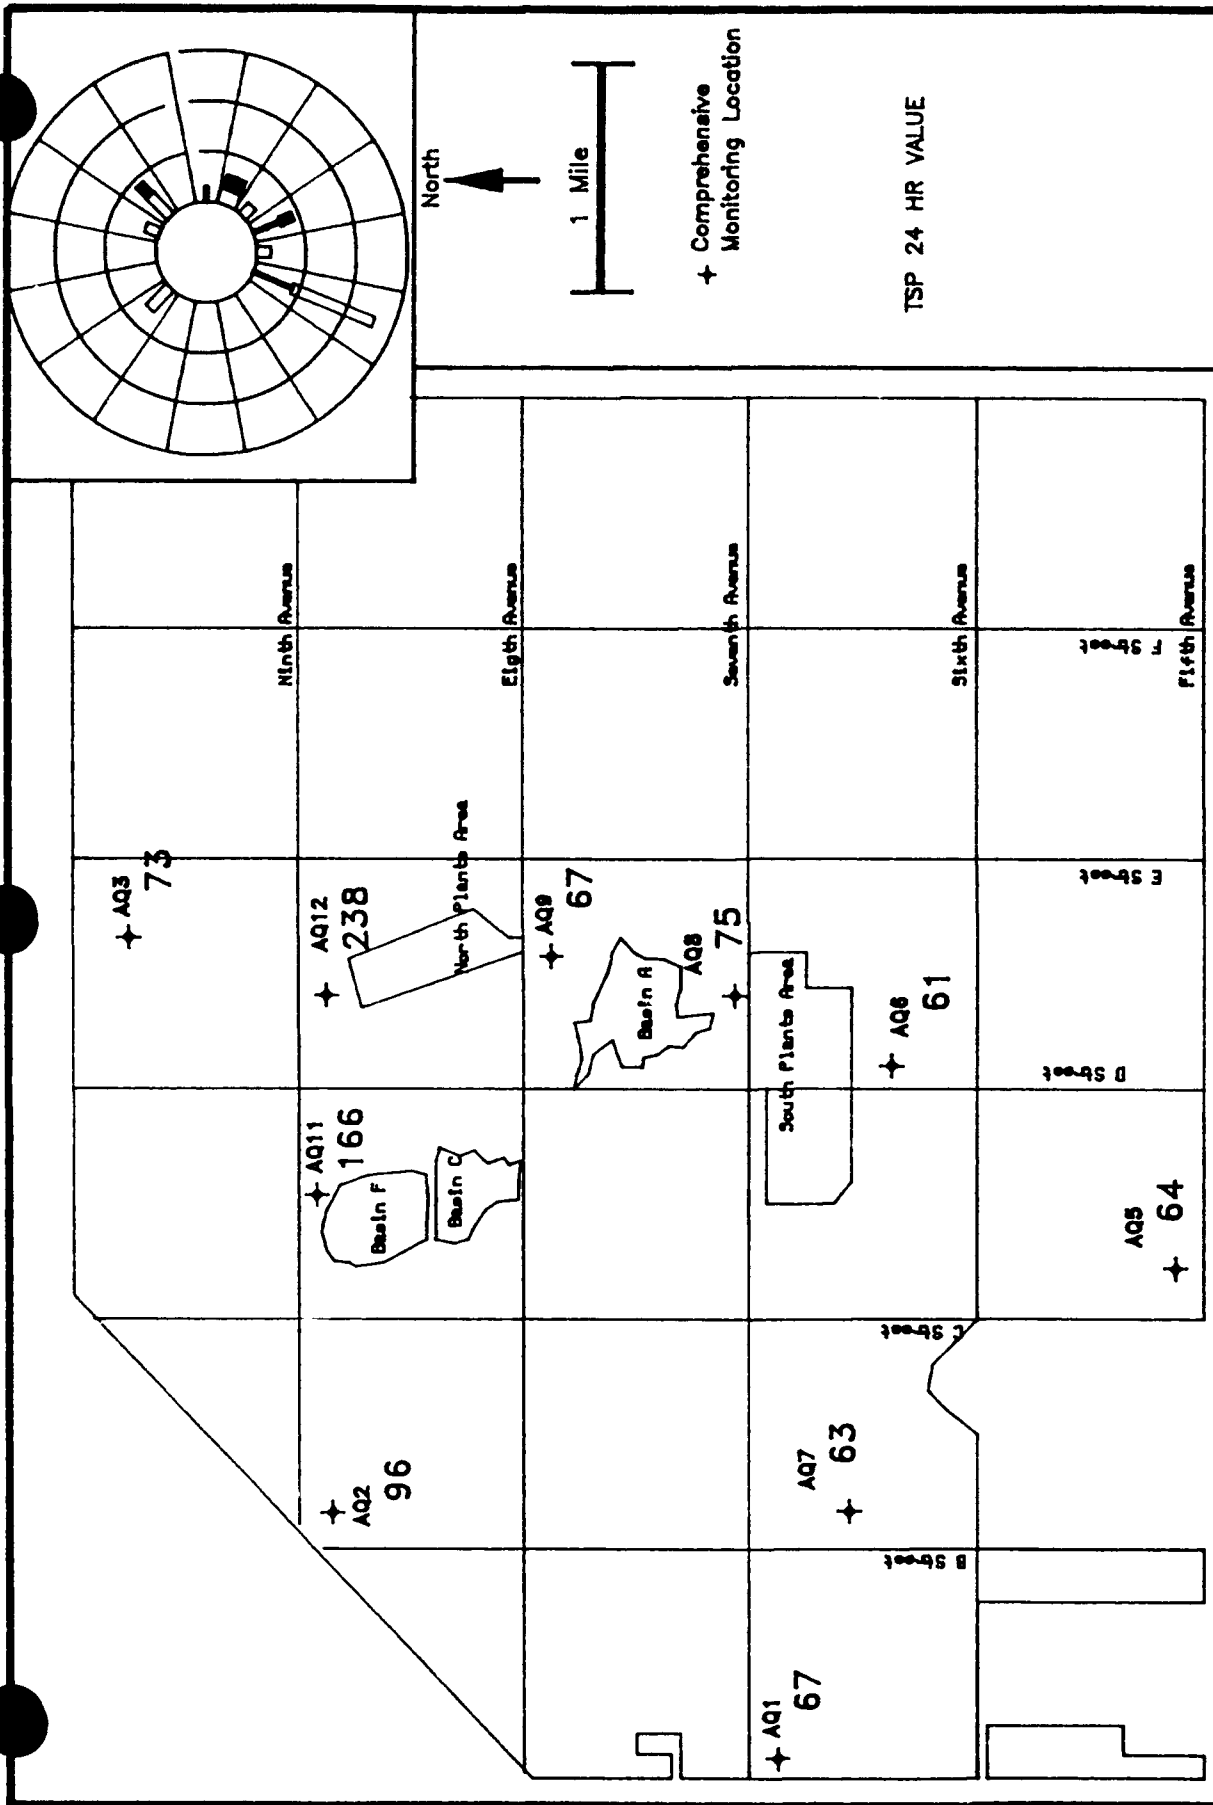 North
1 Mile
Comprehensive
Monitoring Location
TSP 24 HR VALUE
AQ3
73
Ninth Avenue
AQ2
96
AQ11
166
AQ12
238
Basin F
Basin C
North Plants Area
Eigth Avenue
AQ9
67
Basin A
AQ8
75
Seventh Avenue
AQ1
67
AQ7
63
South Plants Area
AQ6
61
B Street
C Street
Sixth Avenue
D Street
E Street
F Street
AQ5
64
Fifth Avenue